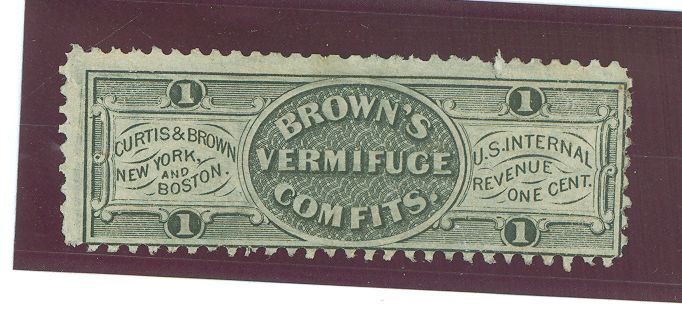 1
1
CURTIS & BROWN
NEW YORK,
AND
BOSTON.
BROWN'S
VERMIFUGE
COMFITS.
U.S. INTERNAL
REVENUE
ONE CENT.
1
1